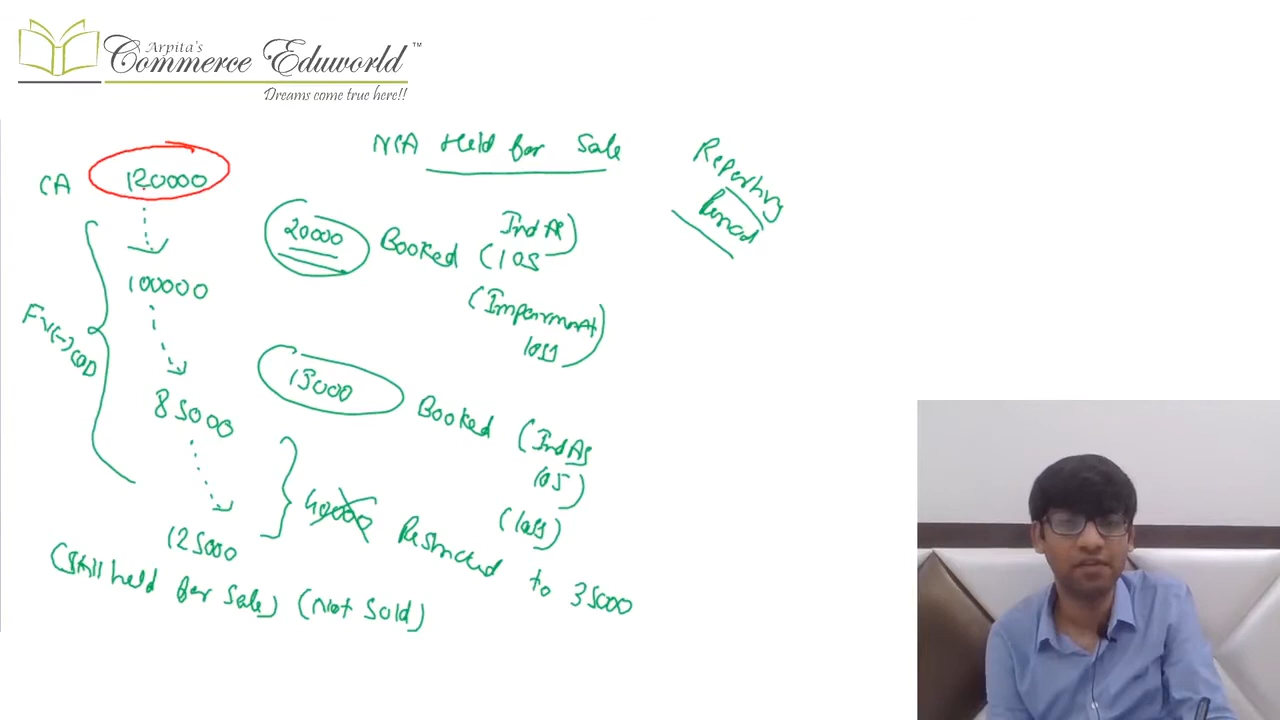 Arpita's
Commerce Eduworld™
Dreams come true here!!
NCA Held for Sale
Reporting
Period
CA 120000
20000 Booked (Ind AS
105)
100000
(Impairment
loss)
FV(-)COD
15000 Booked (Ind AS
105)
(loss)
85000
40000 Restricted to 35000
125000
(Still held for sale) (Not Sold)